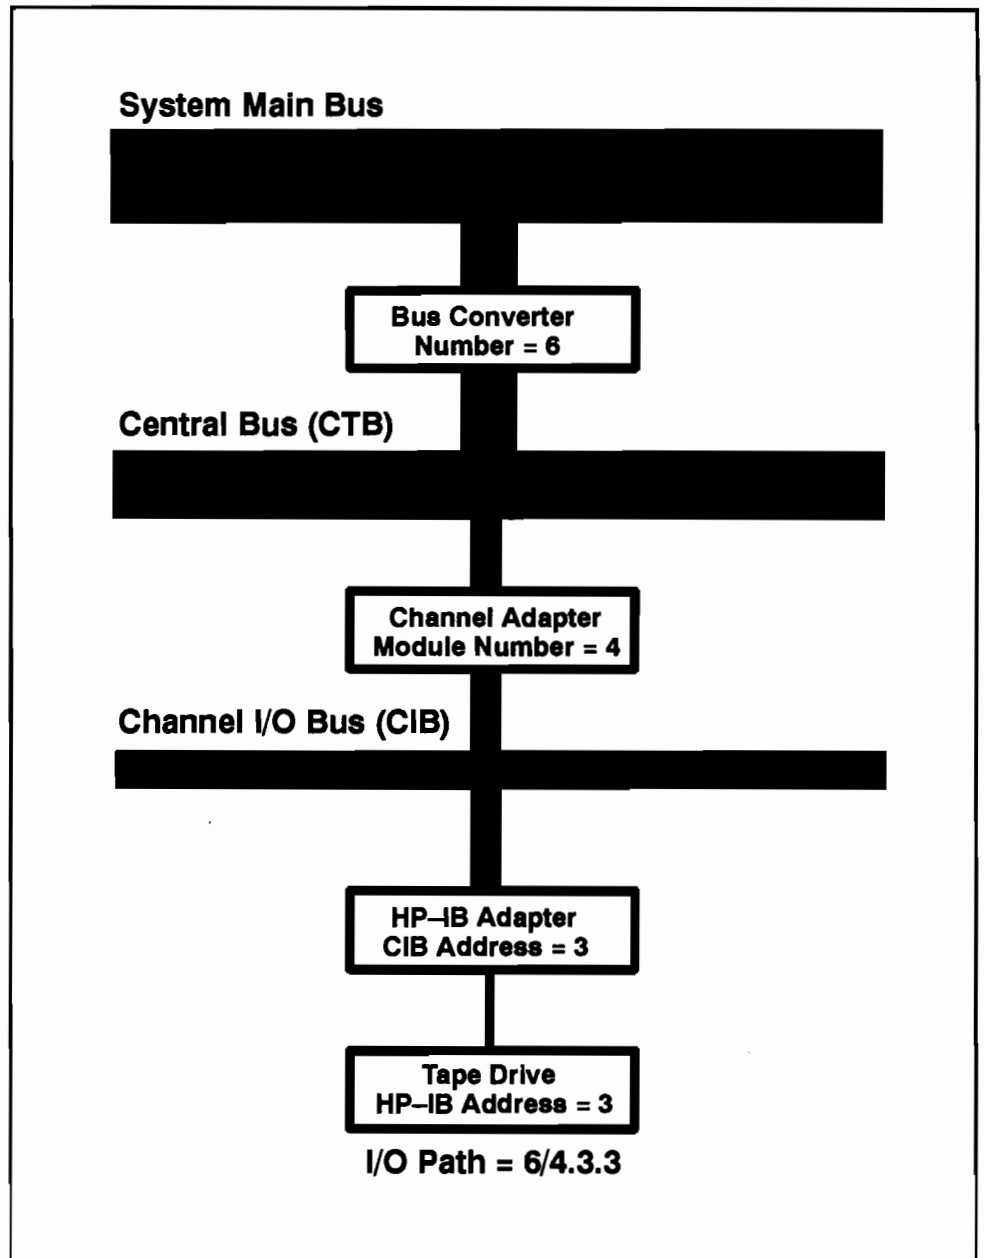 System Main Bus
Bus Converter
Number = 6
Central Bus (CTB)
Channel Adapter
Module Number = 4
Channel I/O Bus (CIB)
HP–IB Adapter
CIB Address = 3
Tape Drive
HP–IB Address = 3
I/O Path = 6/4.3.3